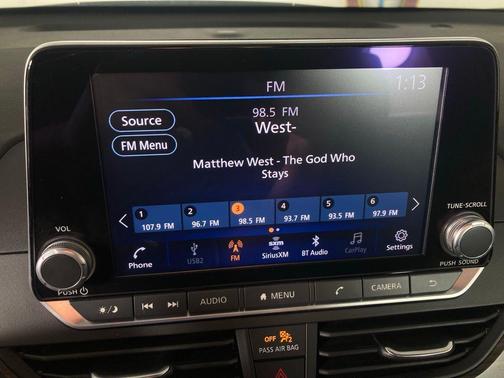 FM
1:13
98.5 FM
West-
Source
FM Menu
Matthew West - The God Who
Stays
1 2 3 4 5 6
107.9 FM 96.7 FM 98.5 FM 93.7 FM 93.5 FM 97.9 FM
sxm
Phone USB2 FM SiriusXM BT Audio CarPlay Settings
VOL
PUSH
TUNE·SCROLL
PUSH SOUND
AUDIO MENU CAMERA
OFF 2
PASS AIR BAG